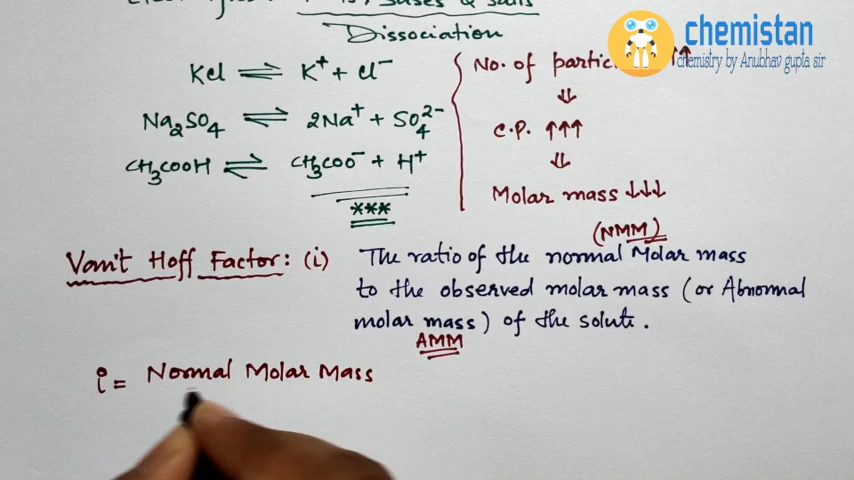 & salts
Dissociation
chemistan
chemistry by Anubhav gupta sir
KCl ⇌ K⁺ + Cl⁻
Na₂SO₄ ⇌ 2Na⁺ + SO₄²⁻
CH₃COOH ⇌ CH₃COO⁻ + H⁺
***
No. of ↑↑
⇓
C.P. ↑↑↑
⇓
Molar mass ↓↓↓
(NMM)
Van't Hoff Factor: (i) The ratio of the normal Molar mass
to the observed molar mass (or Abnormal
molar mass) of the solute.
AMM
i = Normal Molar Mass